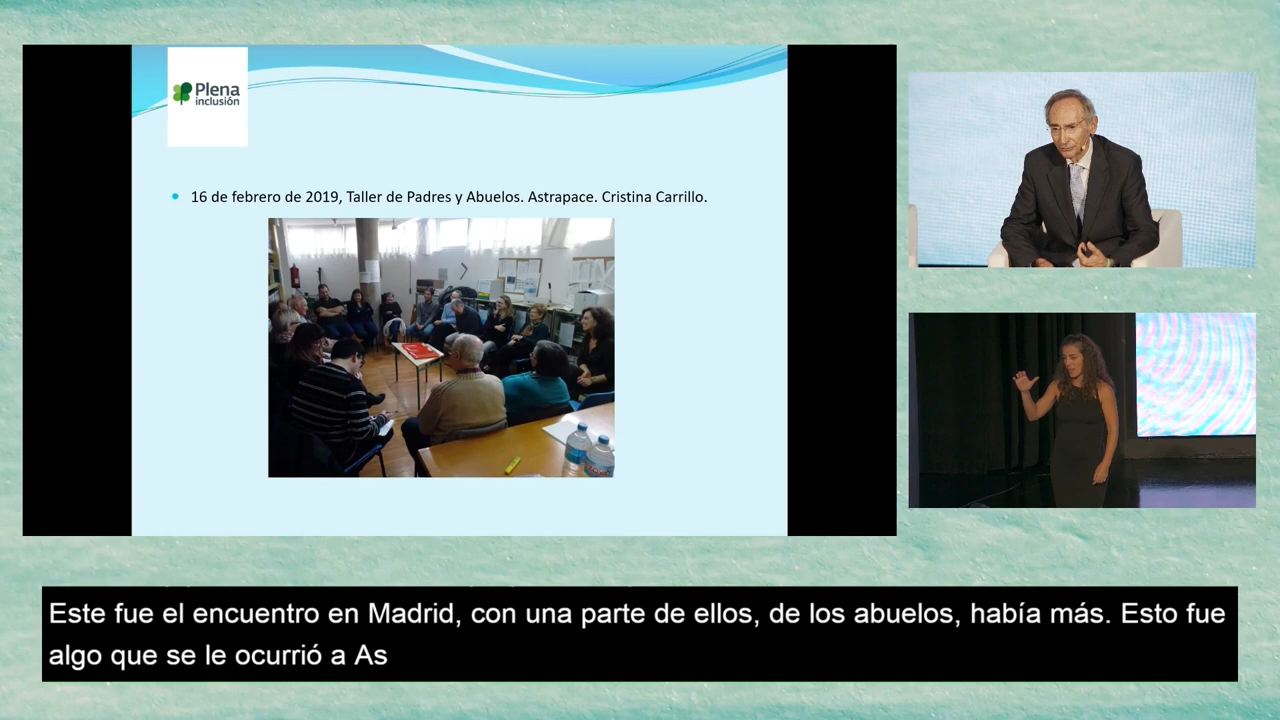 Plena
inclusión
16 de febrero de 2019, Taller de Padres y Abuelos. Astrapace. Cristina Carrillo.
Este fue el encuentro en Madrid, con una parte de ellos, de los abuelos, había más. Esto fue
algo que se le ocurrió a As